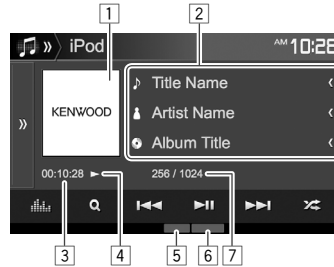 1 2
iPod AM 10:28
KENWOOD
Title Name
Artist Name
Album Title
00:10:28 256 / 1024
3 4 5 6 7